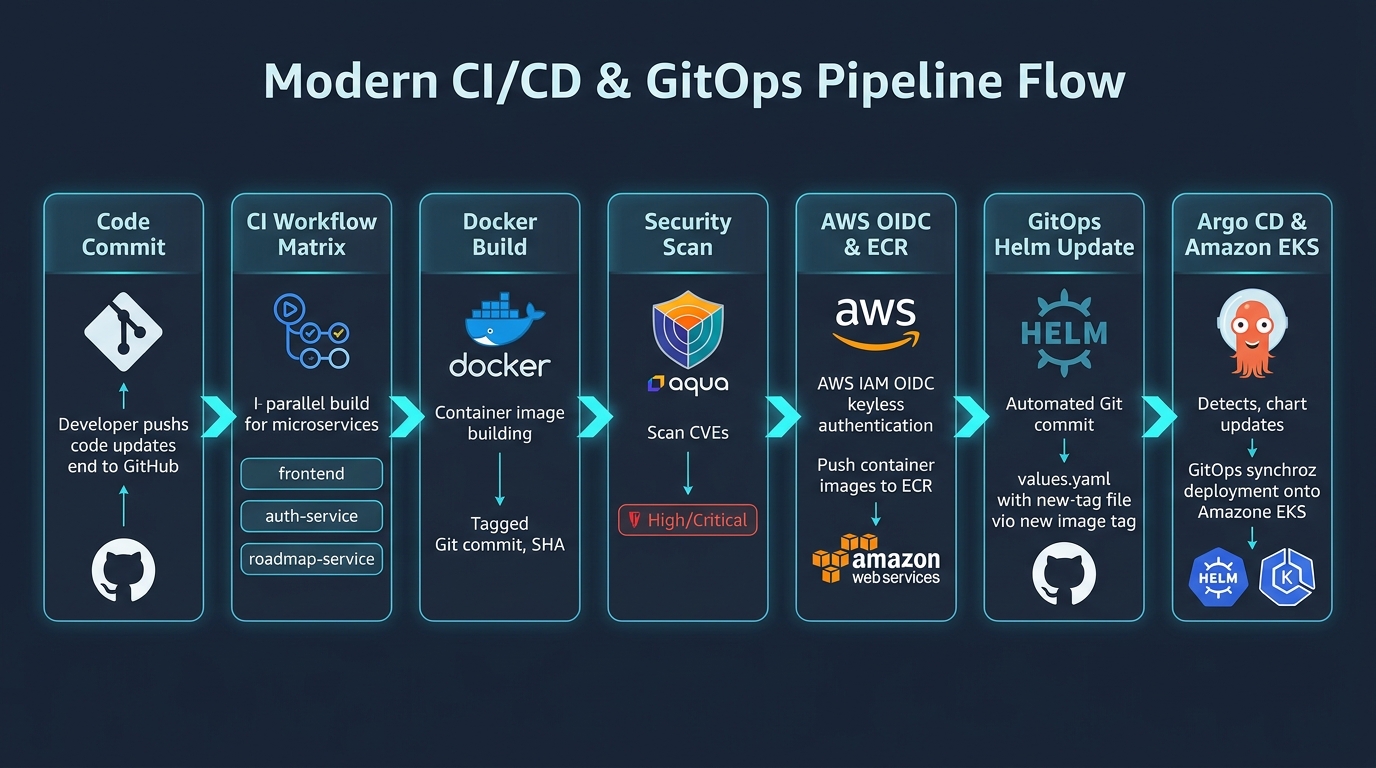 Modern CI/CD & GitOps Pipeline Flow
Code
Commit
Developer pushs
code updates
end to GitHub
CI Workflow
Matrix
I- parallel build
for microservices
frontend
auth-service
roadmap-service
Docker
Build
docker
Container image
building
Tagged
Git commit, SHA
Security
Scan
aqua
Scan CVEs
High/Critical
AWS OIDC
& ECR
aws
AWS IAM OIDC
keyless
authentication
Push container
images to ECR
amazon
webservices
GitOps
Helm Update
HELM
Automated Git
commit
values.yaml
with new-tag file
vio new image tag
Argo CD &
Amazon EKS
Detects, chart
updates
GitOps synchroz
deployment onto
Amazone EKS
HELM
K